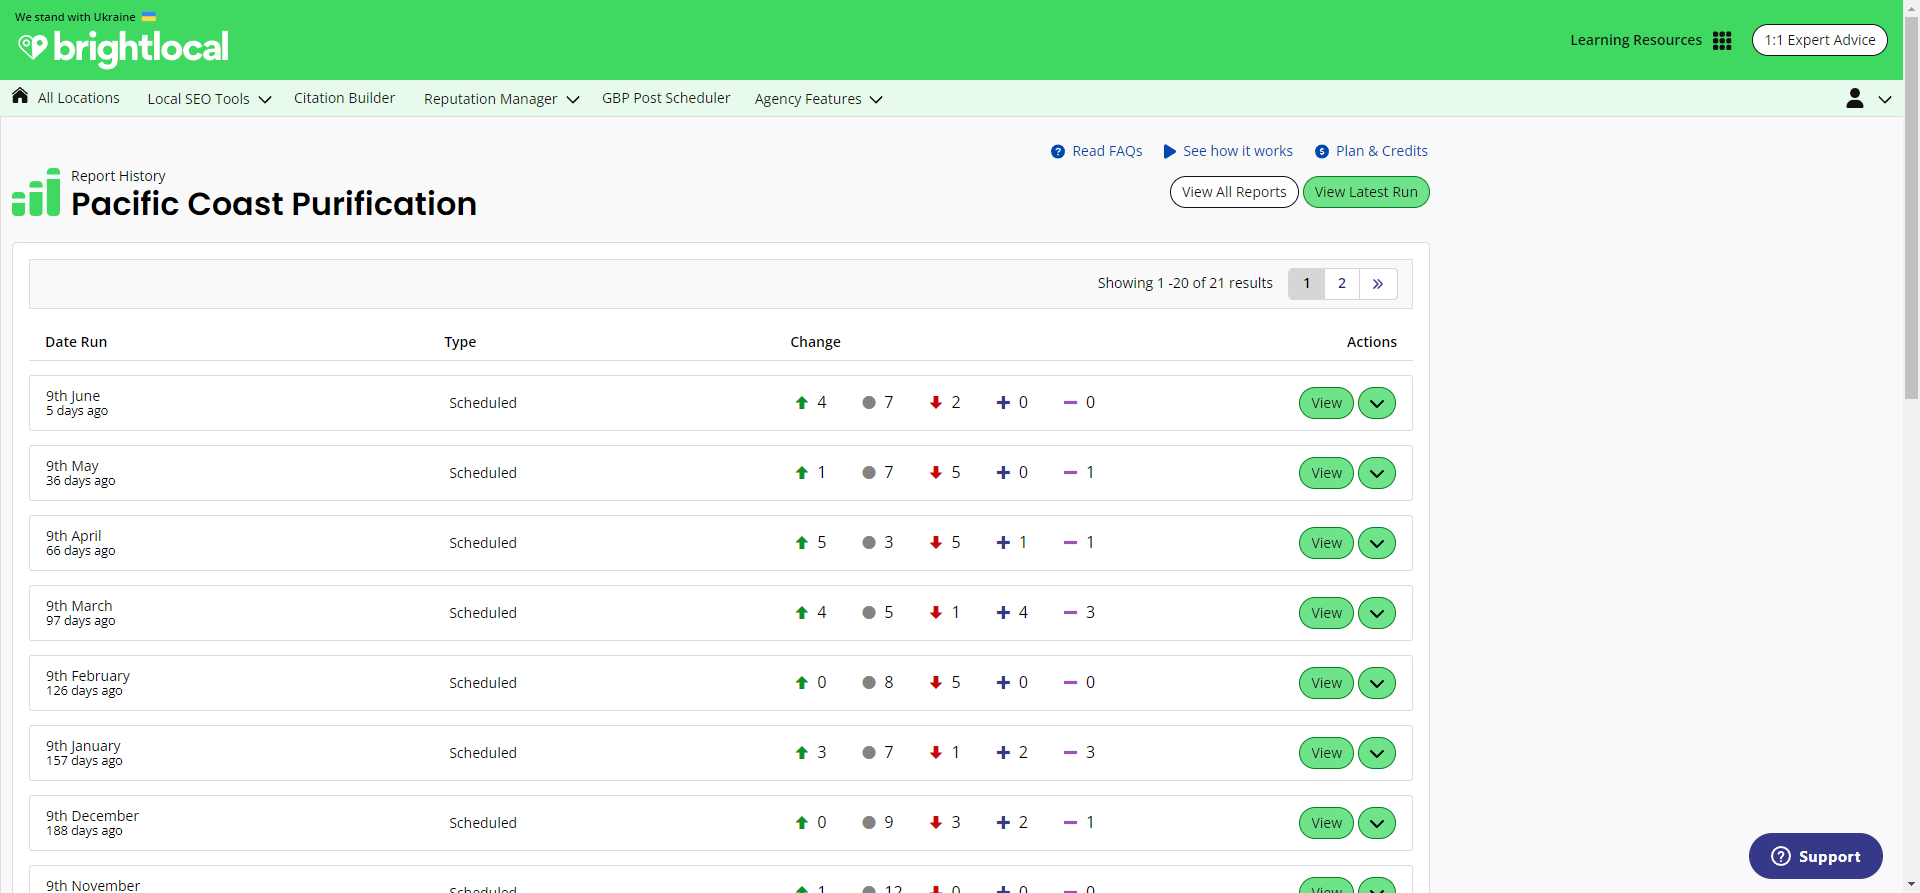 We stand with Ukraine
brightlocal
Learning Resources
1:1 Expert Advice
All Locations
Local SEO Tools
Citation Builder
Reputation Manager
GBP Post Scheduler
Agency Features
Read FAQs
See how it works
Plan & Credits
Report History
Pacific Coast Purification
View All Reports
View Latest Run
Showing 1 -20 of 21 results
1 2 »
Date Run Type Change Actions
9th June
5 days ago
Scheduled 4 7 2 0 0 View
9th May
36 days ago
Scheduled 1 7 5 0 1 View
9th April
66 days ago
Scheduled 5 3 5 1 1 View
9th March
97 days ago
Scheduled 4 5 1 4 3 View
9th February
126 days ago
Scheduled 0 8 5 0 0 View
9th January
157 days ago
Scheduled 3 7 1 2 3 View
9th December
188 days ago
Scheduled 0 9 3 2 1 View
9th November
Scheduled 1 12 0 0 0 View
Support